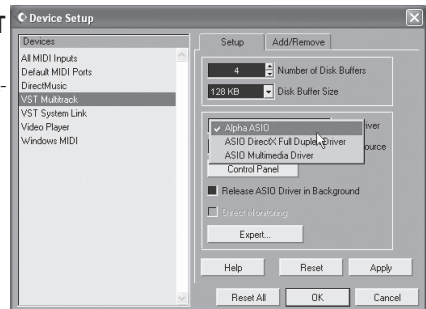 T
Device Setup
Devices
All MIDI Inputs
Default MIDI Ports
DirectMusic
VST Multitrack
VST System Link
Video Player
Windows MIDI
Setup
Add/Remove
4
Number of Disk Buffers
128 KB
Disk Buffer Size
Alpha ASIO
ASIO DirectX Full Duplex Driver
ASIO Multimedia Driver
iver
ource
Control Panel
Release ASIO Driver in Background
Direct Monitoring
Expert...
Help
Reset
Apply
Reset All
OK
Cancel